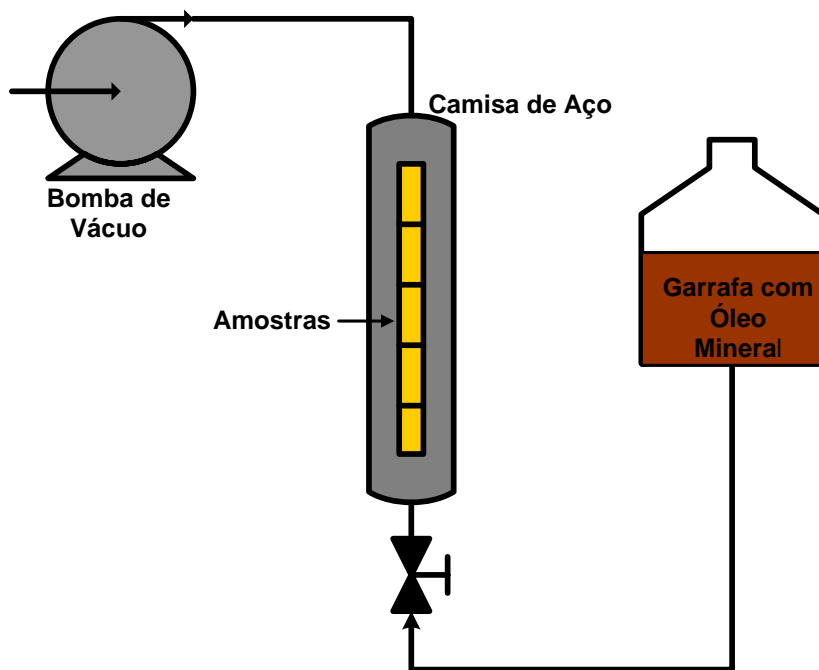 Camisa de Aço
Bomba de
Vácuo
Amostras
Garrafa com
Óleo
Mineral